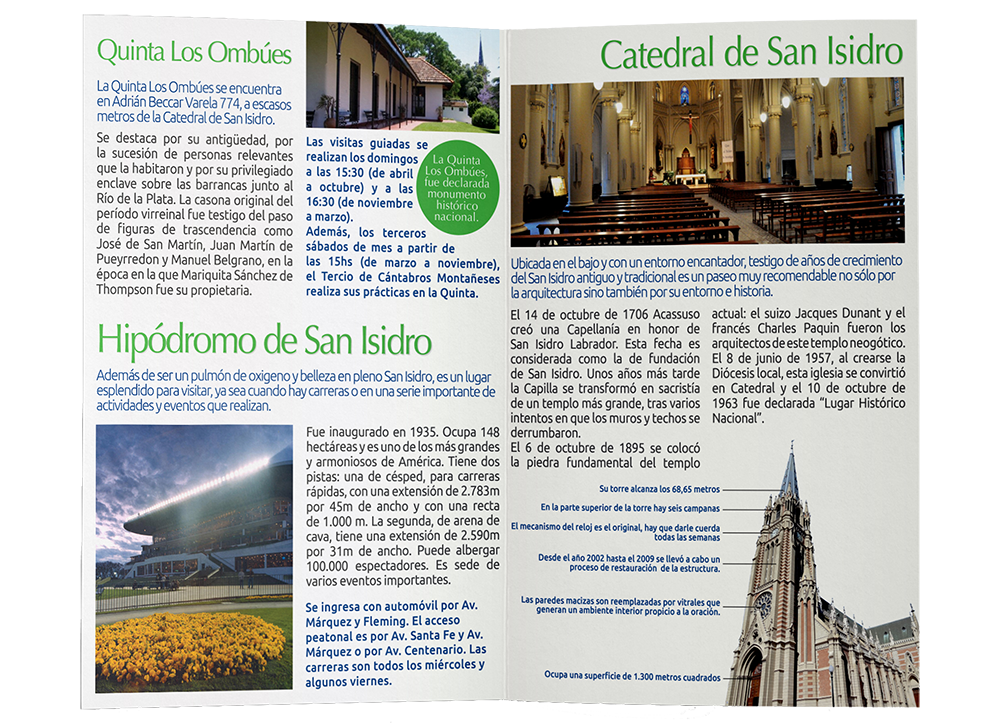 Quinta Los Ombúes
La Quinta Los Ombúes se encuentra
en Adrián Beccar Varela 774, a escasos
metros de la Catedral de San Isidro.
Se destaca por su antigüedad, por
la sucesión de personas relevantes
que la habitaron y por su privilegiado
enclave sobre las barrancas junto al
Río de la Plata. La casona original del
período virreinal fue testigo del paso
de figuras de trascendencia como
José de San Martín, Juan Martín de
Pueyrredon y Manuel Belgrano, en la
época en la que Mariquita Sánchez de
Thompson fue su propietaria.
Las visitas guiadas se
realizan los domingos
a las 15:30 (de abril
a octubre) y a las
16:30 (de noviembre
a marzo).
Además, los terceros
sábados de mes a partir de
las 15hs (de marzo a noviembre),
el Tercio de Cántabros Montañeses
realiza sus prácticas en la Quinta.
La Quinta
Los Ombúes,
fue declarada
monumento
histórico
nacional.
Hipódromo de San Isidro
Además de ser un pulmón de oxigeno y belleza en pleno San Isidro, es un lugar
esplendido para visitar, ya sea cuando hay carreras o en una serie importante de
actividades y eventos que realizan.
Fue inaugurado en 1935. Ocupa 148
hectáreas y es uno de los más grandes
y armoniosos de América. Tiene dos
pistas: una de césped, para carreras
rápidas, con una extensión de 2.783m
por 45m de ancho y con una recta
de 1.000 m. La segunda, de arena de
cava, tiene una extensión de 2.590m
por 31m de ancho. Puede albergar
100.000 espectadores. Es sede de
varios eventos importantes.
Se ingresa con automóvil por Av.
Márquez y Fleming. El acceso
peatonal es por Av. Santa Fe y Av.
Márquez o por Av. Centenario. Las
carreras son todos los miércoles y
algunos viernes.
Catedral de San Isidro
Ubicada en el bajo y con un entorno encantador, testigo de años de crecimiento
del San Isidro antiguo y tradicional es un paseo muy recomendable no sólo por
la arquitectura sino también por su entorno e historia.
El 14 de octubre de 1706 Acassuso
creó una Capellanía en honor de
San Isidro Labrador. Esta fecha es
considerada como la de fundación
de San Isidro. Unos años más tarde
la Capilla se transformó en sacristía
de un templo más grande, tras varios
intentos en que los muros y techos se
derrumbaron.
El 6 de octubre de 1895 se colocó
la piedra fundamental del templo
actual: el suizo Jacques Dunant y el
francés Charles Paquin fueron los
arquitectos de este templo neogótico.
El 8 de junio de 1957, al crearse la
Diócesis local, esta iglesia se convirtió
en Catedral y el 10 de octubre de
1963 fue declarada “Lugar Histórico
Nacional”.
Su torre alcanza los 68,65 metros
En la parte superior de la torre hay seis campanas
El mecanismo del reloj es el original, hay que darle cuerda
todas las semanas
Desde el año 2002 hasta el 2009 se llevó a cabo un
proceso de restauración de la estructura.
Las paredes macizas son reemplazadas por vitrales que
generan un ambiente interior propicio a la oración.
Ocupa una superficie de 1.300 metros cuadrados